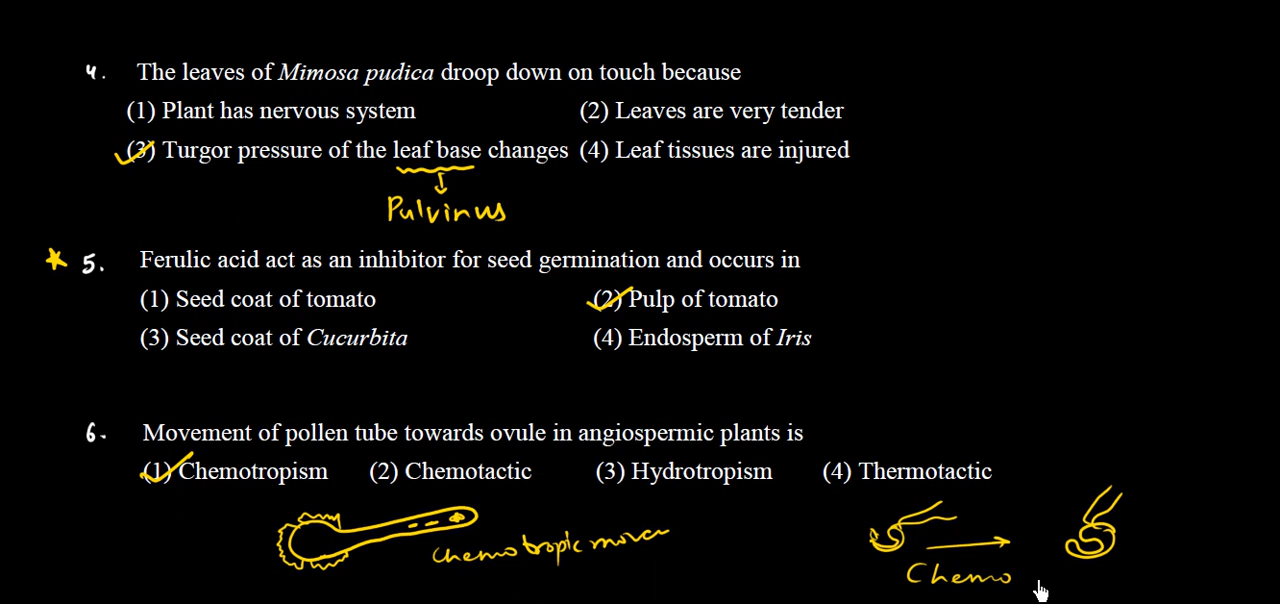 4. The leaves of Mimosa pudica droop down on touch because
(1) Plant has nervous system (2) Leaves are very tender
(3) Turgor pressure of the leaf base changes (4) Leaf tissues are injured
Pulvinus
5. Ferulic acid act as an inhibitor for seed germination and occurs in
(1) Seed coat of tomato (2) Pulp of tomato
(3) Seed coat of Cucurbita (4) Endosperm of Iris
6. Movement of pollen tube towards ovule in angiospermic plants is
(1) Chemotropism (2) Chemotactic (3) Hydrotropism (4) Thermotactic
chemotropic move
Chemo